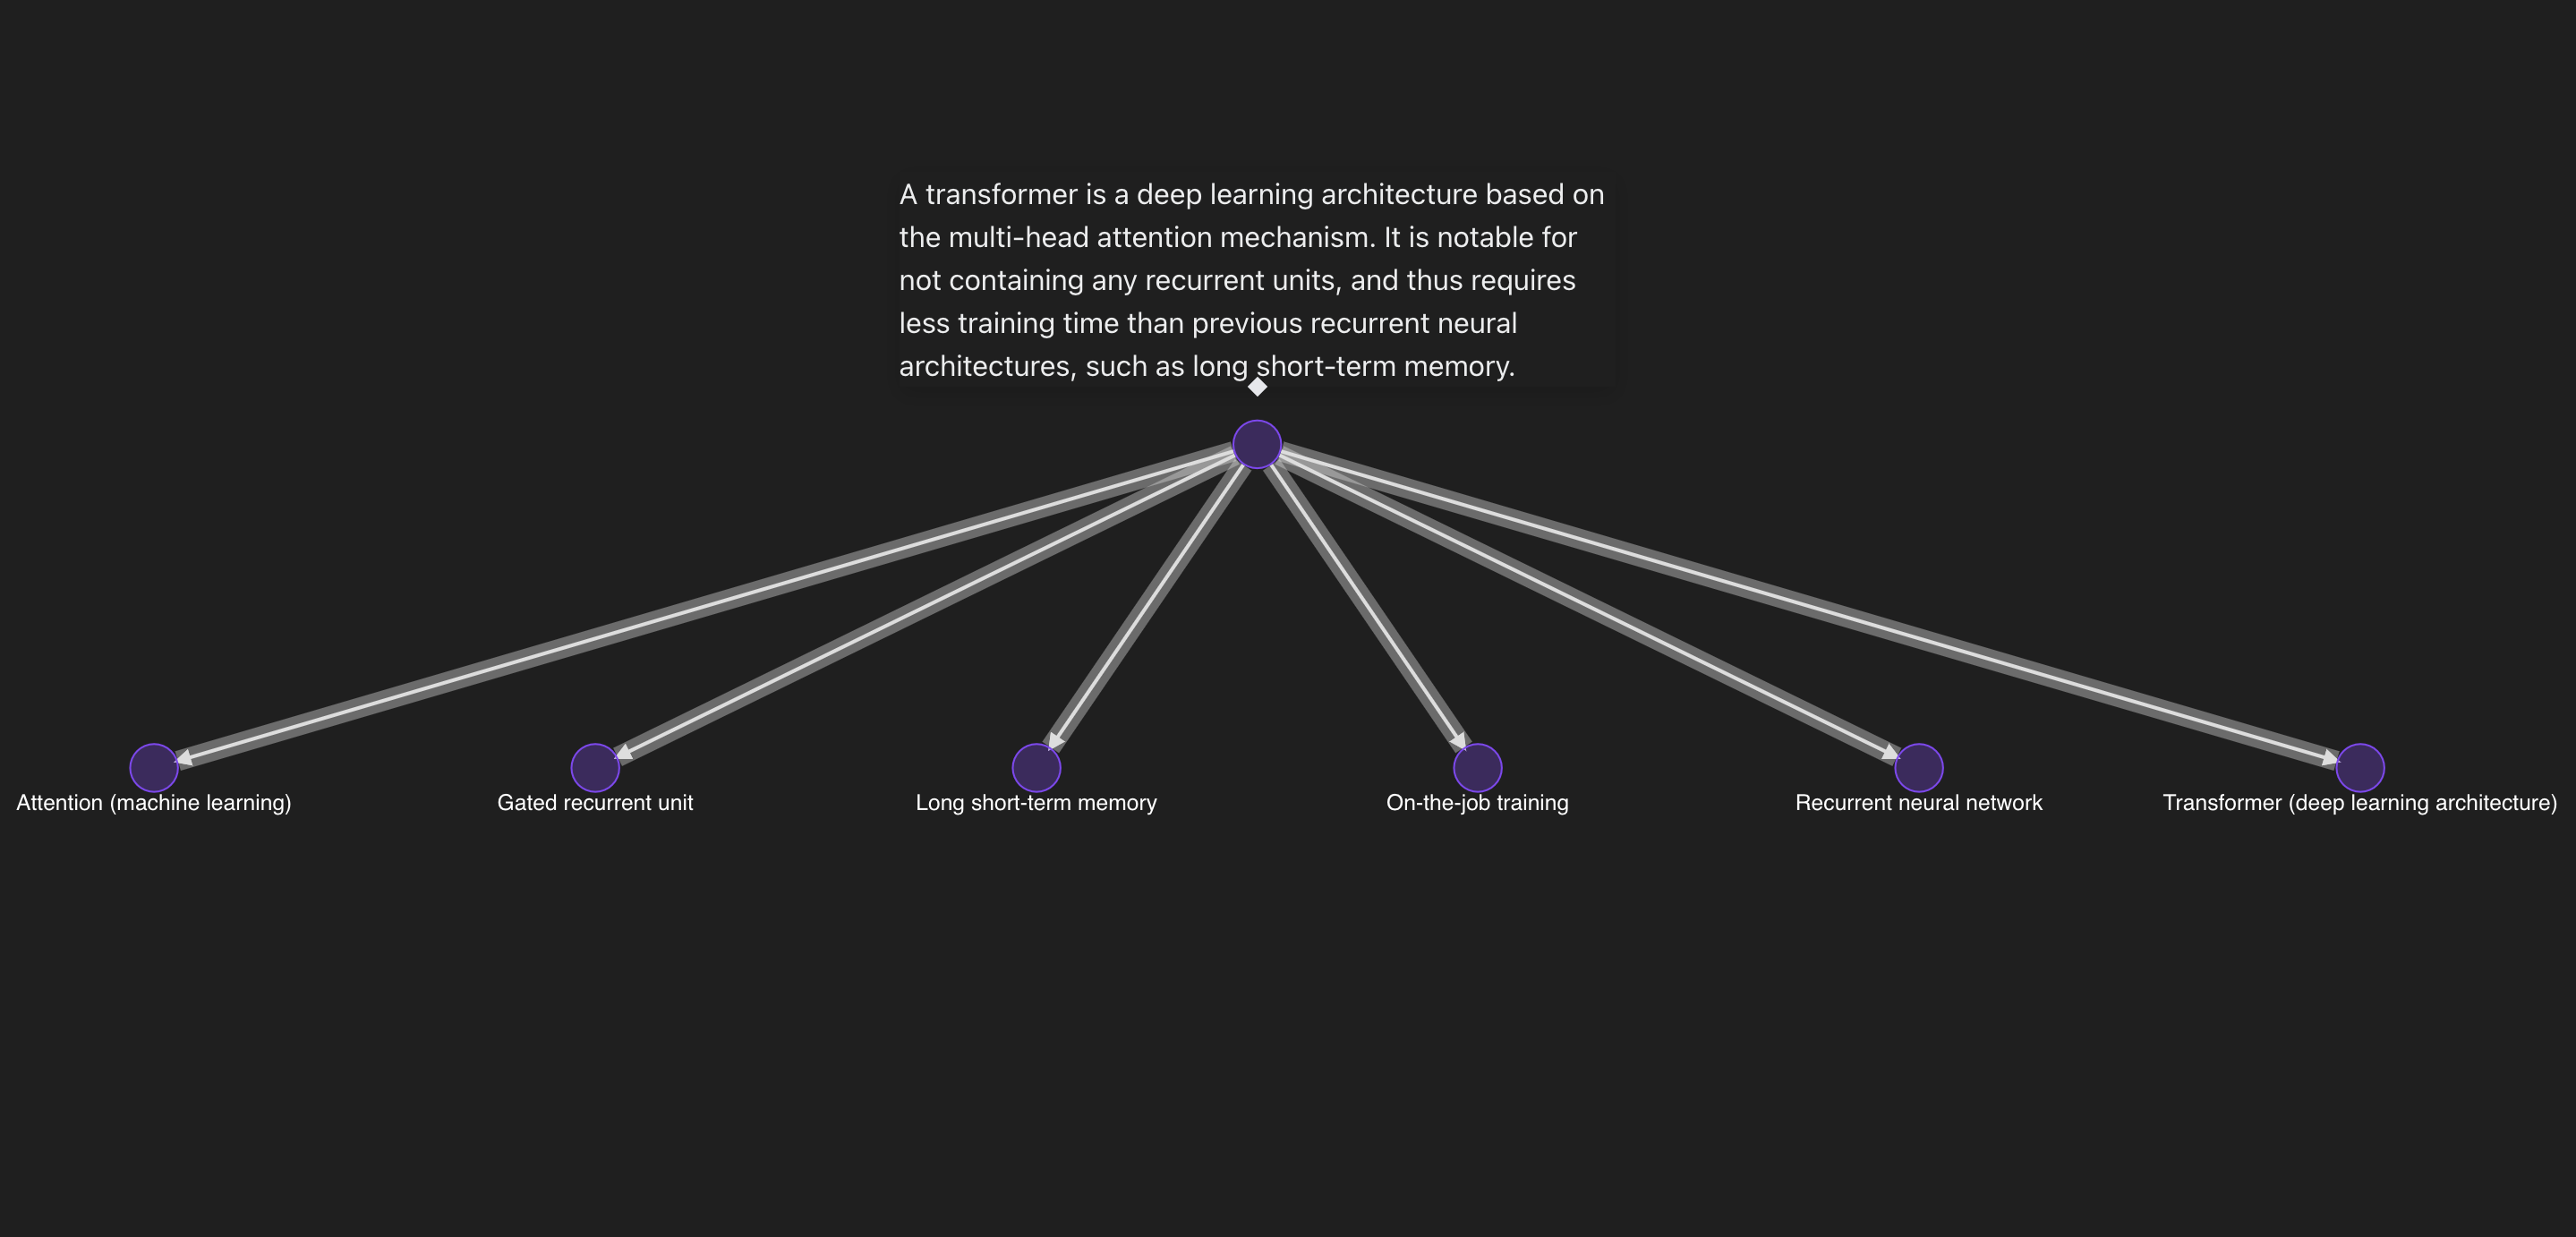 A transformer is a deep learning architecture based on
the multi-head attention mechanism. It is notable for
not containing any recurrent units, and thus requires
less training time than previous recurrent neural
architectures, such as long short-term memory.
Attention (machine learning)
Gated recurrent unit
Long short-term memory
On-the-job training
Recurrent neural network
Transformer (deep learning architecture)